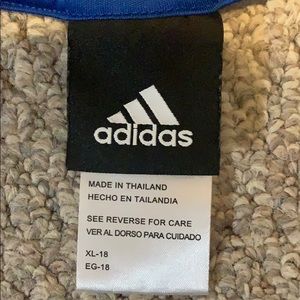 adidas
MADE IN THAILAND
HECHO EN TAILANDIA
SEE REVERSE FOR CARE
VER AL DORSO PARA CUIDADO
XL-18
EG-18